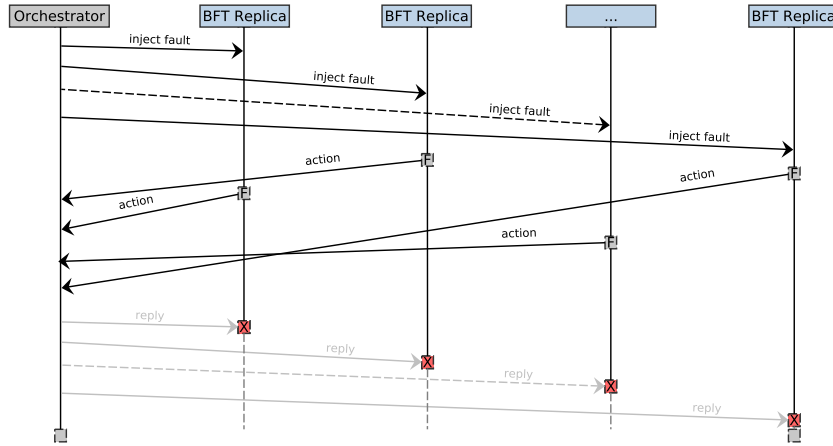 Orchestrator
BFT Replica
BFT Replica
...
BFT Replica
inject fault
inject fault
inject fault
inject fault
action
F
F
action
F
action
action
F
reply
X
reply
X
reply
X
reply
X